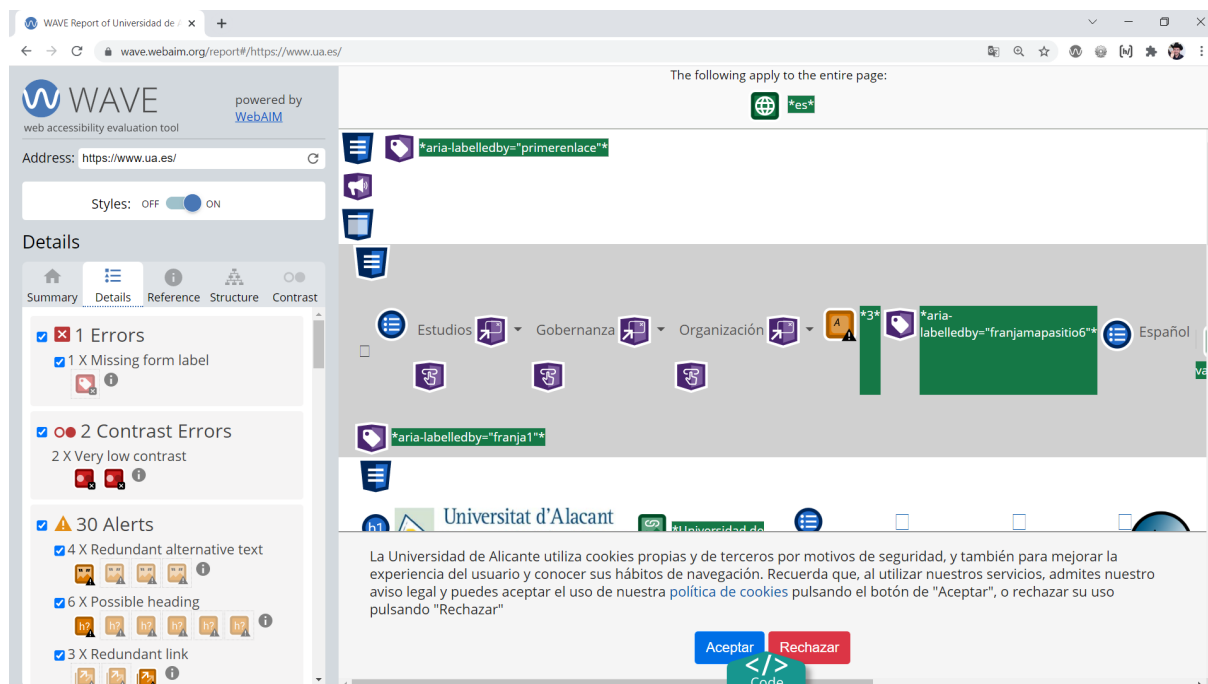 WAVE Report of Universidad de A
wave.webaim.org/report#/https://www.ua.es/
WAVE
web accessibility evaluation tool
powered by
WebAIM
Address: https://www.ua.es/
Styles: OFF ON
Details
Summary Details Reference Structure Contrast
1 Errors
1 X Missing form label
2 Contrast Errors
2 X Very low contrast
30 Alerts
4 X Redundant alternative text
6 X Possible heading
h? h? h? h? h? h?
3 X Redundant link
The following apply to the entire page:
*es*
*aria-labelledby="primerenlace"*
Estudios Gobernanza Organización A *3* *aria-
labelledby="franjamapasitio6"* Español
va
*aria-labelledby="franja1"*
h1 Universitat d'Alacant
*Universidad de
La Universidad de Alicante utiliza cookies propias y de terceros por motivos de seguridad, y también para mejorar la
experiencia del usuario y conocer sus hábitos de navegación. Recuerda que, al utilizar nuestros servicios, admites nuestro
aviso legal y puedes aceptar el uso de nuestra política de cookies pulsando el botón de "Aceptar", o rechazar su uso
pulsando "Rechazar"
Aceptar Rechazar
</>
Code